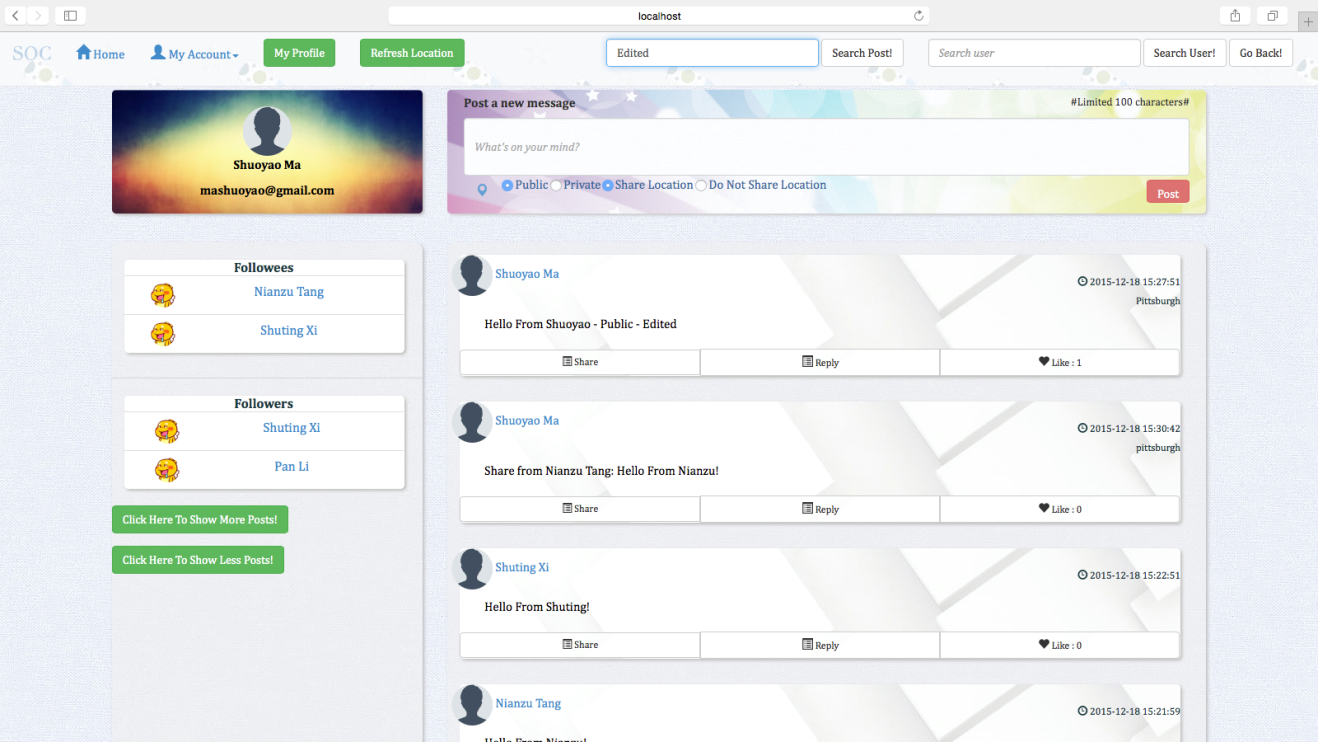 localhost
SOC Home My Account My Profile Refresh Location Edited Search Post! Search user Search User! Go Back!
Shuoyao Ma
mashuoyao@gmail.com
Post a new message #Limited 100 characters#
What's on your mind?
Public Private Share Location Do Not Share Location
Post
Followees
Nianzu Tang
Shuting Xi
Followers
Shuting Xi
Pan Li
Click Here To Show More Posts!
Click Here To Show Less Posts!
Shuoyao Ma
2015-12-18 15:27:51
Pittsburgh
Hello From Shuoyao - Public - Edited
Share Reply Like : 1
Shuoyao Ma
2015-12-18 15:30:42
pittsburgh
Share from Nianzu Tang: Hello From Nianzu!
Share Reply Like : 0
Shuting Xi
2015-12-18 15:22:51
Hello From Shuting!
Share Reply Like : 0
Nianzu Tang
2015-12-18 15:21:59
Hello From Nianzu!